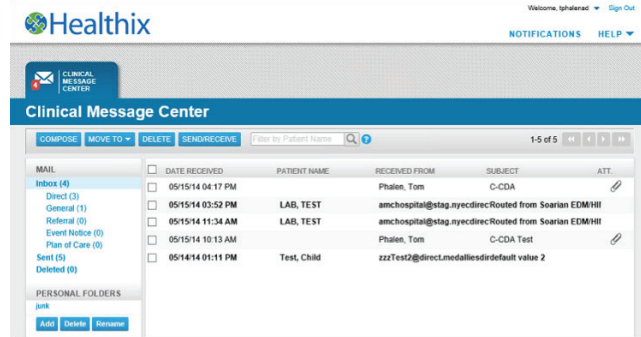 Welcome, tphalenad Sign Out
Healthix
NOTIFICATIONS HELP
4
CLINICAL
MESSAGE
CENTER
Clinical Message Center
COMPOSE MOVE TO DELETE SEND/RECEIVE Filter by Patient Name ? 1-5 of 5
MAIL DATE RECEIVED PATIENT NAME RECEIVED FROM SUBJECT ATT.
Inbox (4)
05/15/14 04:17 PM Phalen, Tom C-CDA
Direct (3)
General (1)
05/15/14 03:52 PM LAB, TEST amchospital@stag.nyecdirec Routed from Soarian EDM/HII
Referral (0)
05/15/14 11:34 AM LAB, TEST amchospital@stag.nyecdirec Routed from Soarian EDM/HII
Event Notice (0)
05/15/14 10:13 AM Phalen, Tom C-CDA Test
Plan of Care (0)
Sent (5)
05/14/14 01:11 PM Test, Child zzzTest2@direct.medalliesdir default value 2
Deleted (0)
PERSONAL FOLDERS
junk
Add Delete Rename